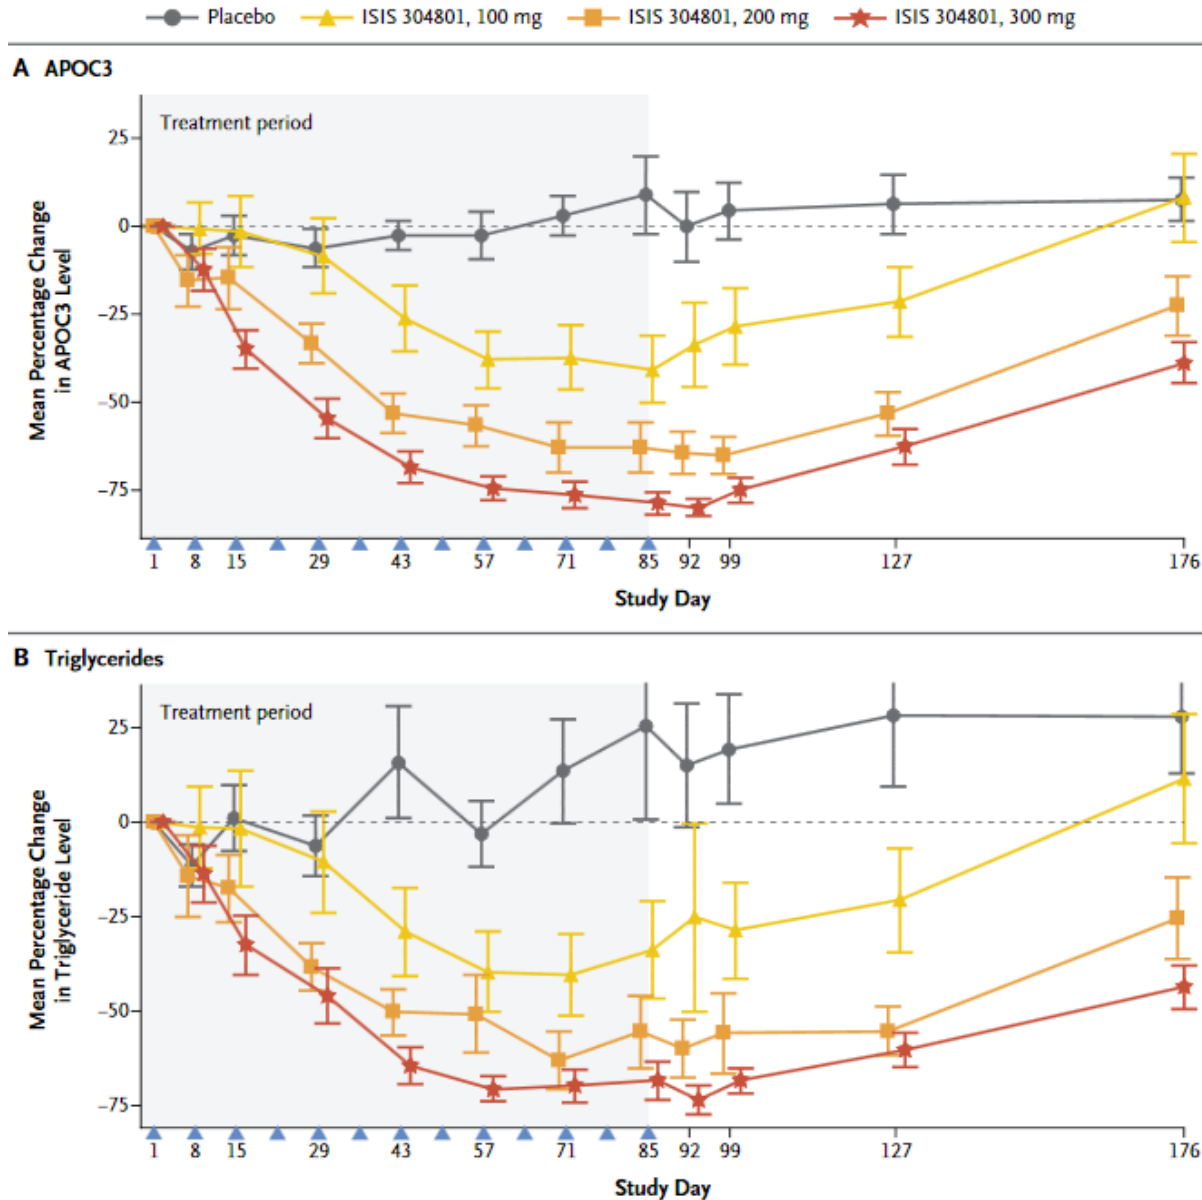 Placebo ISIS 304801, 100 mg ISIS 304801, 200 mg ISIS 304801, 300 mg
A APOC3
Treatment period
25
0
−25
−50
−75
Mean Percentage Change
in APOC3 Level
1 8 15 29 43 57 71 85 92 99 127 176
Study Day
B Triglycerides
Treatment period
25
0
−25
−50
−75
Mean Percentage Change
in Triglyceride Level
1 8 15 29 43 57 71 85 92 99 127 176
Study Day